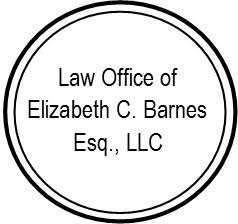 Law Office of
Elizabeth C. Barnes
Esq., LLC